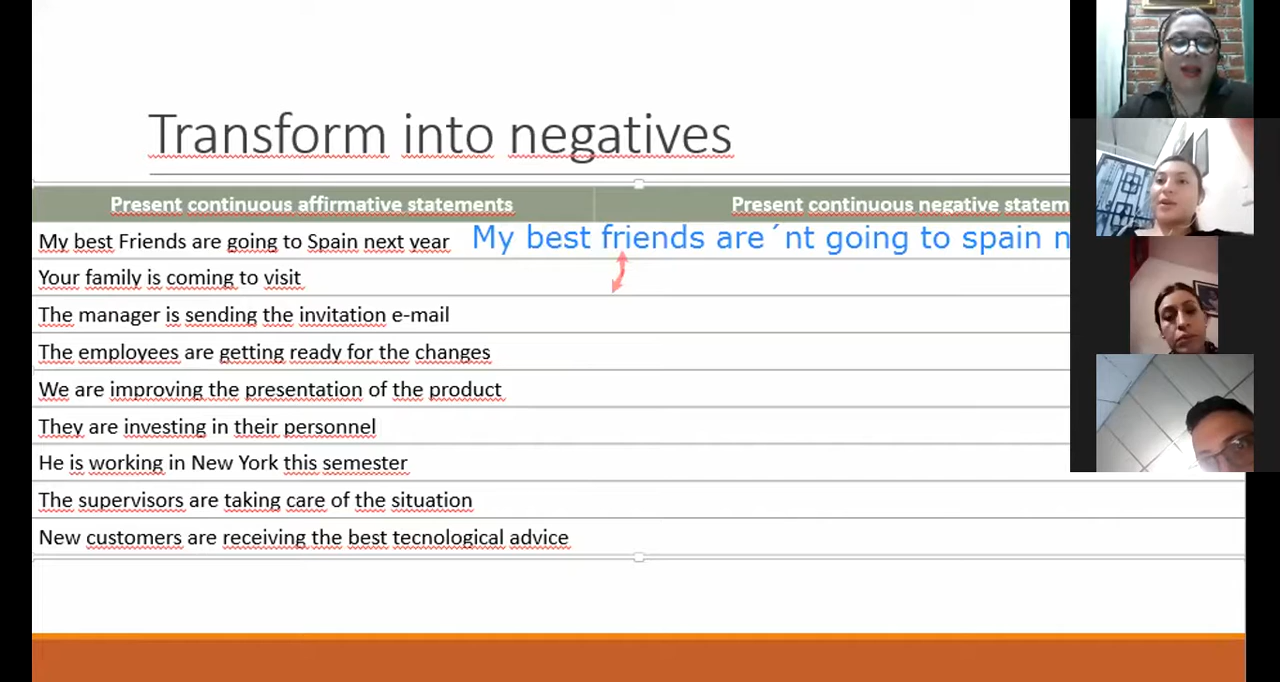 Transform into negatives
Present continuous affirmative statements
Present continuous negative statem
My best Friends are going to Spain next year
My best friends are´nt going to spain n
Your family is coming to visit
The manager is sending the invitation e-mail
The employees are getting ready for the changes
We are improving the presentation of the product
They are investing in their personnel
He is working in New York this semester
The supervisors are taking care of the situation
New customers are receiving the best tecnological advice